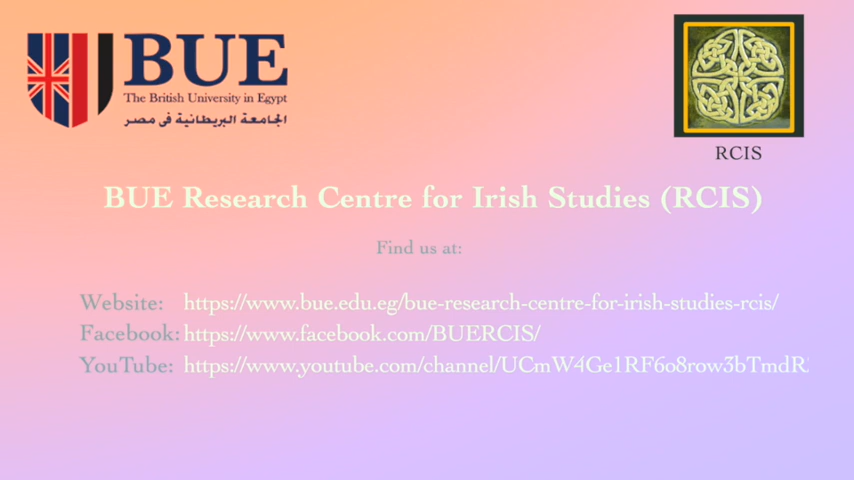 BUE
The British University in Egypt
الجامعة البريطانية فى مصر
RCIS
BUE Research Centre for Irish Studies (RCIS)
Find us at:
Website: https://www.bue.edu.eg/bue-research-centre-for-irish-studies-rcis/
Facebook: https://www.facebook.com/BUERCIS/
YouTube: https://www.youtube.com/channel/UCmW4Ge1RF6o8row3bTmdR